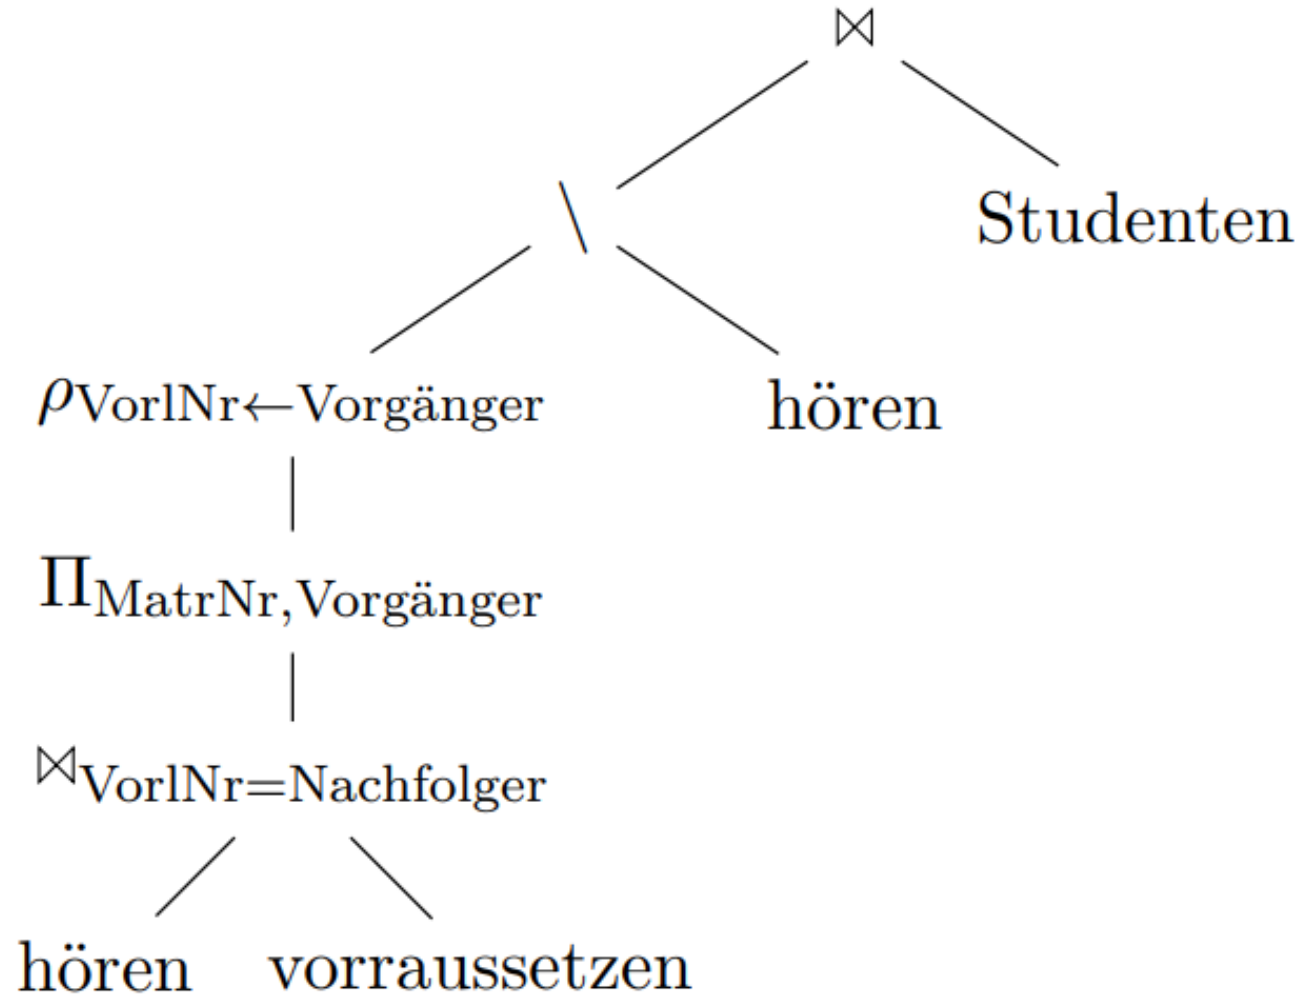 ⋈
\ Studenten
ρVorlNr←Vorgänger hören
ΠMatrNr,Vorgänger
⋈VorlNr=Nachfolger
hören vorraussetzen